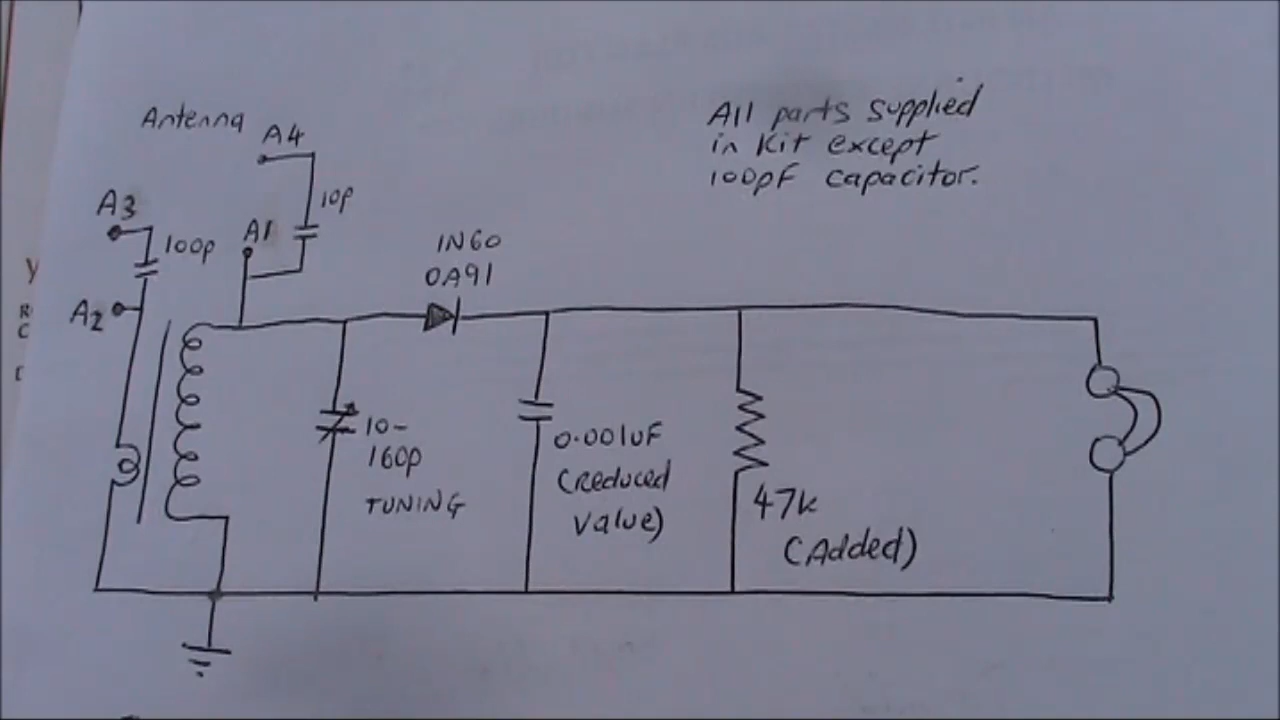 Antenna
A4
A3
10p
A1
100p
A2
1N60
OA91
All parts supplied
in Kit except
100pF capacitor.
10-
160p
TUNING
0.001uF
(Reduced
value)
47k
(Added)
Y
R
C